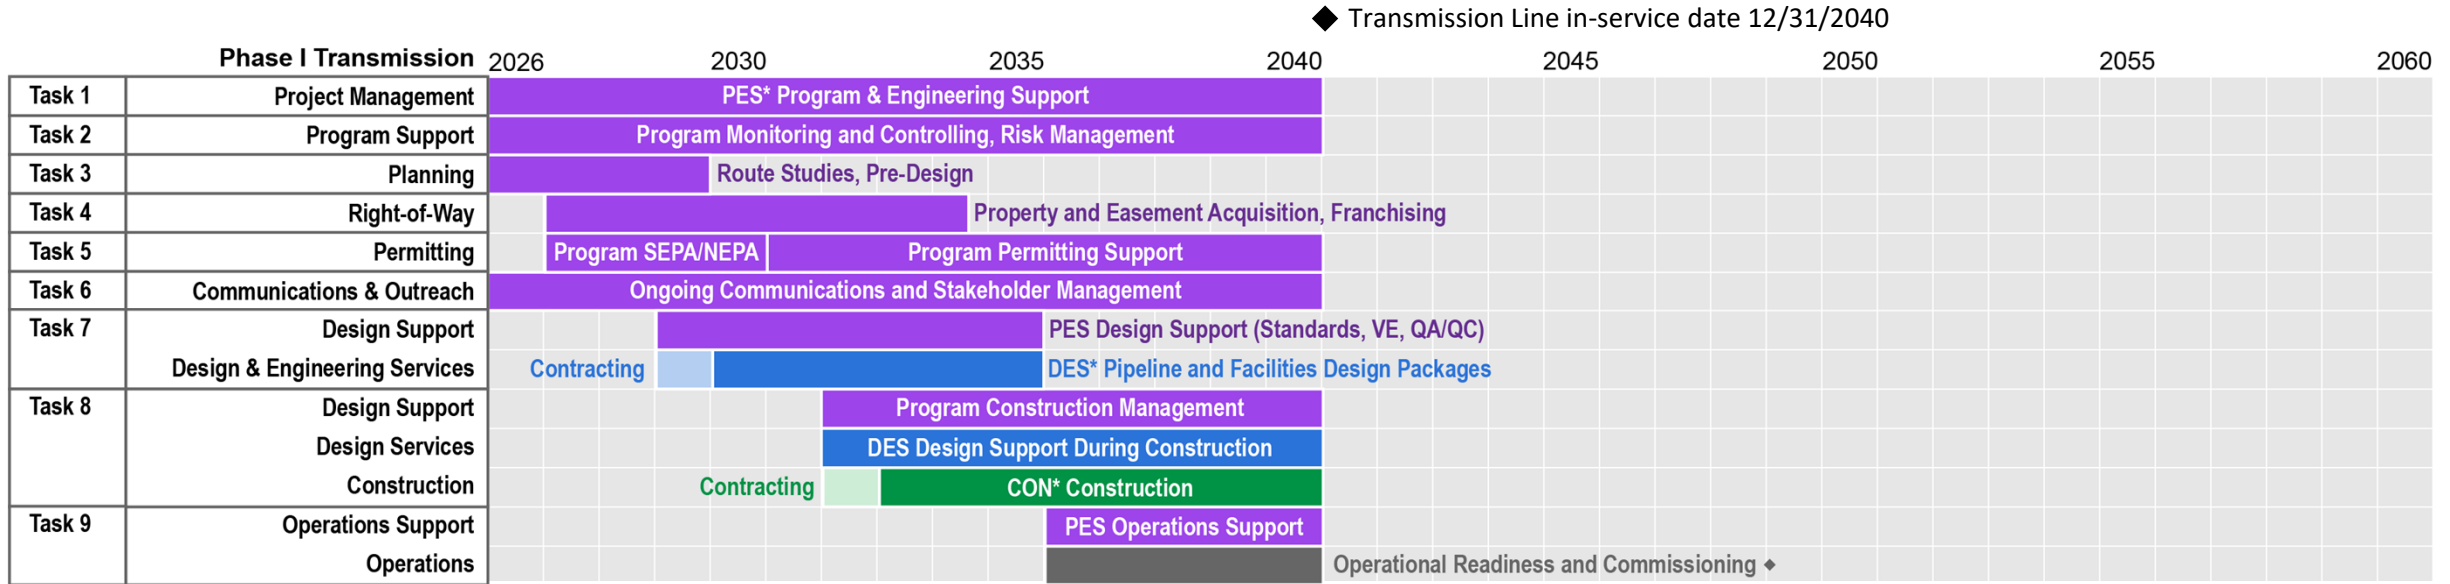 ◆ Transmission Line in-service date 12/31/2040
Phase I Transmission 2026 2030 2035 2040 2045 2050 2055 2060
Task 1 Project Management PES* Program & Engineering Support
Task 2 Program Support Program Monitoring and Controlling, Risk Management
Task 3 Planning Route Studies, Pre-Design
Task 4 Right-of-Way Property and Easement Acquisition, Franchising
Task 5 Permitting Program SEPA/NEPA Program Permitting Support
Task 6 Communications & Outreach Ongoing Communications and Stakeholder Management
Task 7 Design Support PES Design Support (Standards, VE, QA/QC)
Design & Engineering Services Contracting DES* Pipeline and Facilities Design Packages
Task 8 Design Support Program Construction Management
Design Services DES Design Support During Construction
Construction Contracting CON* Construction
Task 9 Operations Support PES Operations Support
Operations Operational Readiness and Commissioning ◆